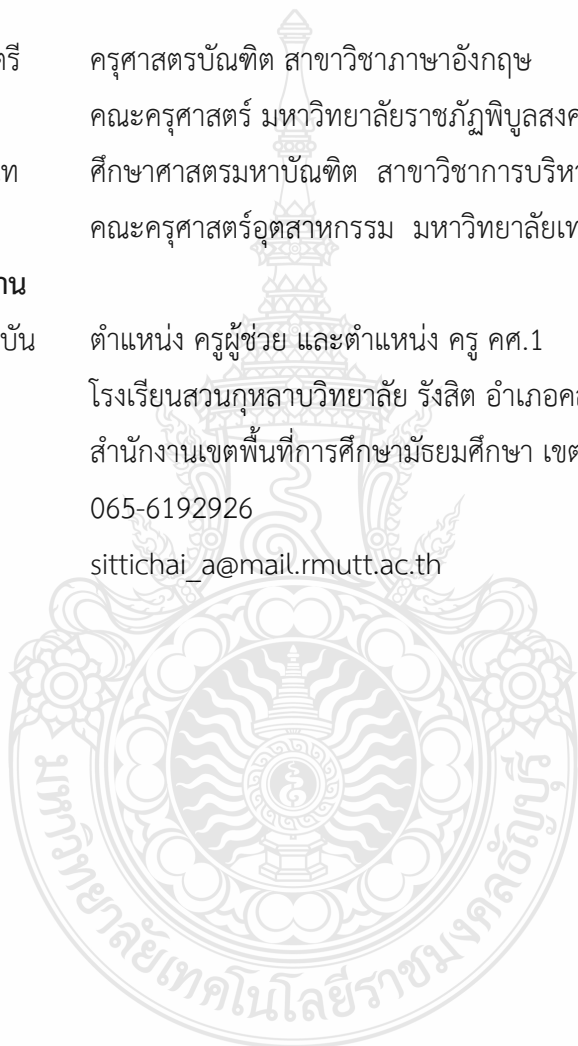 ตรี ครุศาสตรบัณฑิต สาขาวิชาภาษาอังกฤษ
คณะครุศาสตร์ มหาวิทยาลัยราชภัฏพิบูลสงค
ท ศึกษาศาสตรมหาบัณฑิต สาขาวิชาการบริหา
คณะครุศาสตร์อุตสาหกรรม มหาวิทยาลัยเท
าน
บัน ตำแหน่ง ครูผู้ช่วย และตำแหน่ง ครู คศ.1
โรงเรียนสวนกุหลาบวิทยาลัย รังสิต อำเภอค
สำนักงานเขตพื้นที่การศึกษามัธยมศึกษา เขต
065-6192926
sittichai_a@mail.rmutt.ac.th
มหาวิทยาลัยเทคโนโลยีราชมงคลธัญบุรี